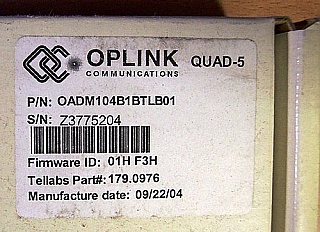 OPLINK QUAD-5
COMMUNICATIONS
P/N: OADM104B1BTLB01
S/N: Z3775204
Firmware ID: 01H F3H
Tellabs Part#: 179.0976
Manufacture date: 09/22/04